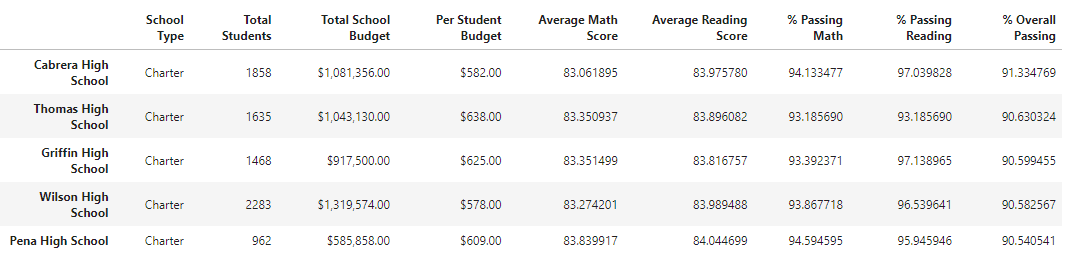 School Type Total Students Total School Budget Per Student Budget Average Math Score Average Reading Score % Passing Math % Passing Reading % Overall Passing
Cabrera High School Charter 1858 $1,081,356.00 $582.00 83.061895 83.975780 94.133477 97.039828 91.334769
Thomas High School Charter 1635 $1,043,130.00 $638.00 83.350937 83.896082 93.185690 93.185690 90.630324
Griffin High School Charter 1468 $917,500.00 $625.00 83.351499 83.816757 93.392371 97.138965 90.599455
Wilson High School Charter 2283 $1,319,574.00 $578.00 83.274201 83.989488 93.867718 96.539641 90.582567
Pena High School Charter 962 $585,858.00 $609.00 83.839917 84.044699 94.594595 95.945946 90.540541